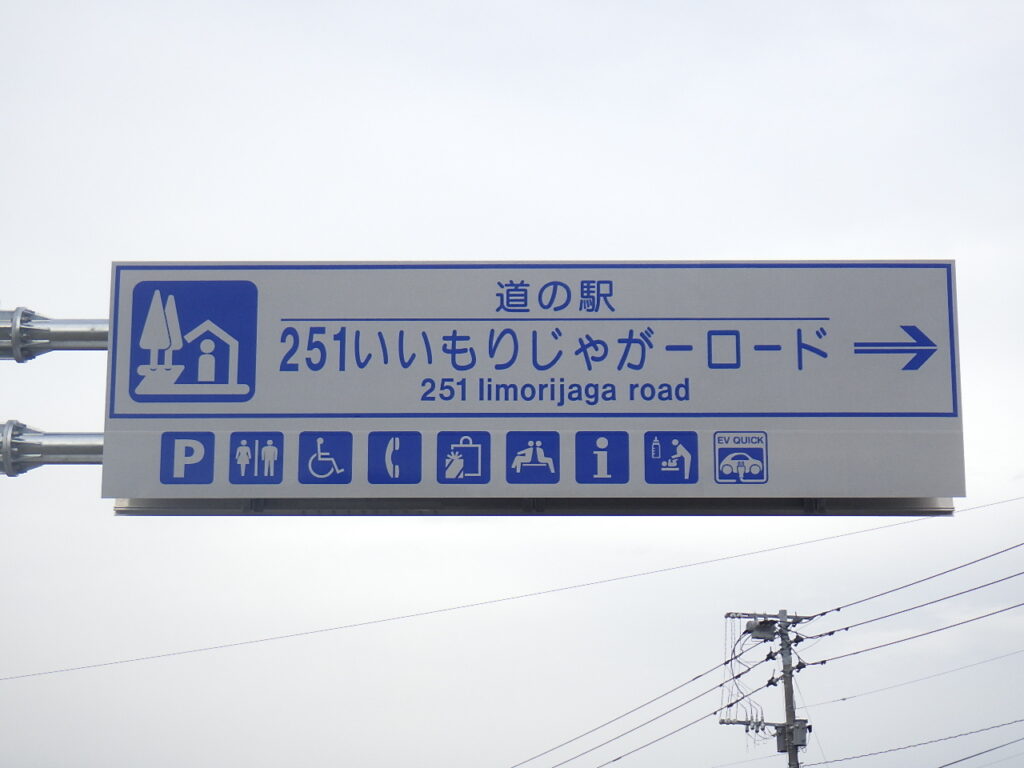 道の駅
251いいもりじゃがーロード
251 Iimorijaga road
P
i
EV QUICK